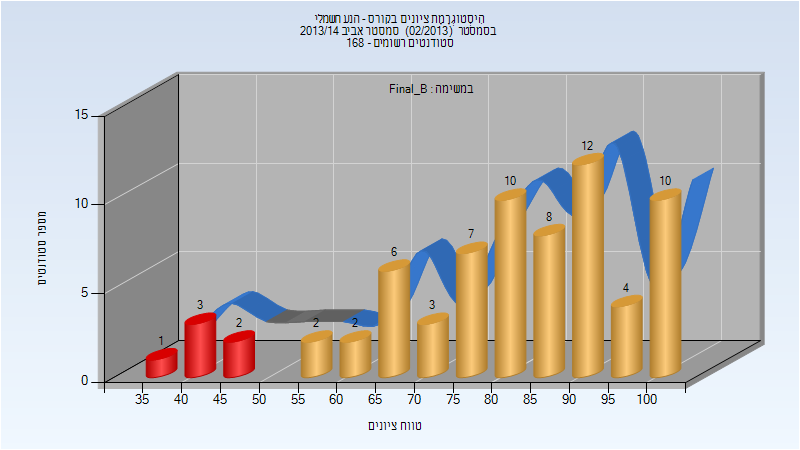 היסטוגרמת ציונים בקורס - הנע חשמלי
בסמסטר (02/2013) סמסטר אביב 2013/14
סטודנטים רשומים - 168
במשימה : Final_B
מספר סטודנטים
15
10
5
0
1
3
2
2
2
6
3
7
10
8
12
4
10
35 40 45 50 55 60 65 70 75 80 85 90 95 100
טווח ציונים